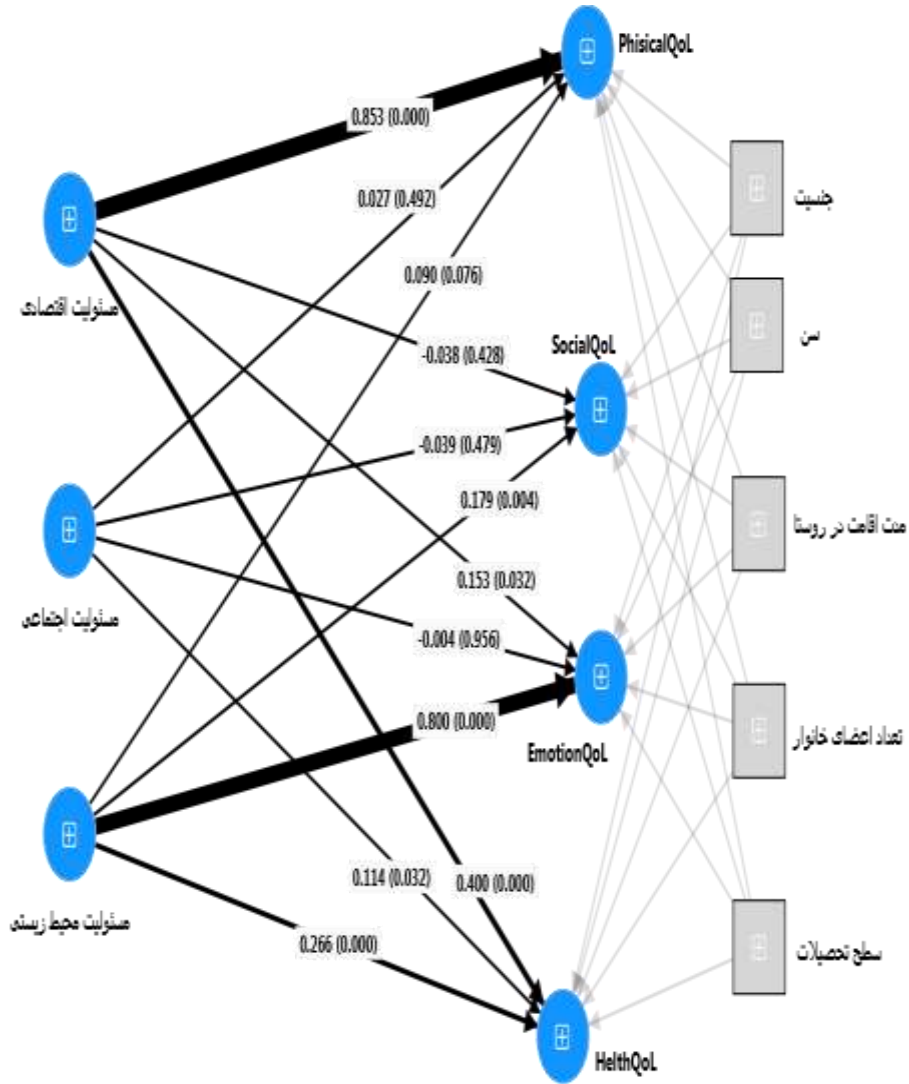 PhisicalQoL
0.853 (0.000)
جنسیت
0.027 (0.492)
0.090 (0.076)
مسئولیت اقتصادی
سن
SocialQoL
-0.038 (0.428)
-0.039 (0.479)
0.179 (0.004)
مدت اقامت در روستا
0.153 (0.032)
مسئولیت اجتماعی
-0.004 (0.956)
0.800 (0.000)
تعداد اعضای خانوار
EmotionQoL
0.114 (0.032)
0.400 (0.000)
مسئولیت محیط زیستی
0.266 (0.000)
سطح تحصیلات
HelthQoL